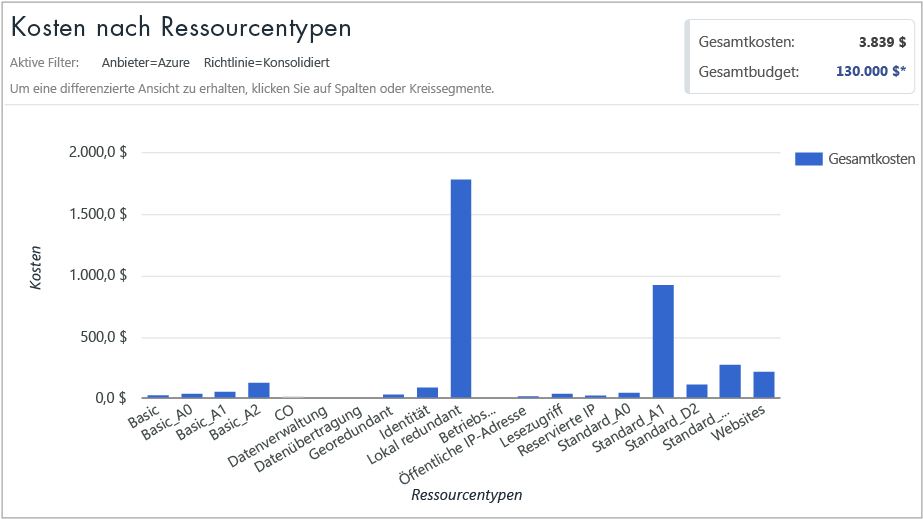 Kosten nach Ressourcentypen
Aktive Filter: Anbieter=Azure Richtlinie=Konsolidiert
Um eine differenzierte Ansicht zu erhalten, klicken Sie auf Spalten oder Kreissegmente.
Gesamtkosten: 3.839 $
Gesamtbudget: 130.000 $*
2.000,0 $
1.500,0 $
1.000,0 $
500,0 $
0,0 $
Kosten
Gesamtkosten
Basic
Basic_A0
Basic_A1
Basic_A2
CO
Datenverwaltung
Datenübertragung
Georedundant
Identität
Lokal redundant
Betriebs...
Öffentliche IP-Adresse
Lesezugriff
Reservierte IP
Standard_A0
Standard_A1
Standard_D2
Standard_...
Websites
Ressourcentypen